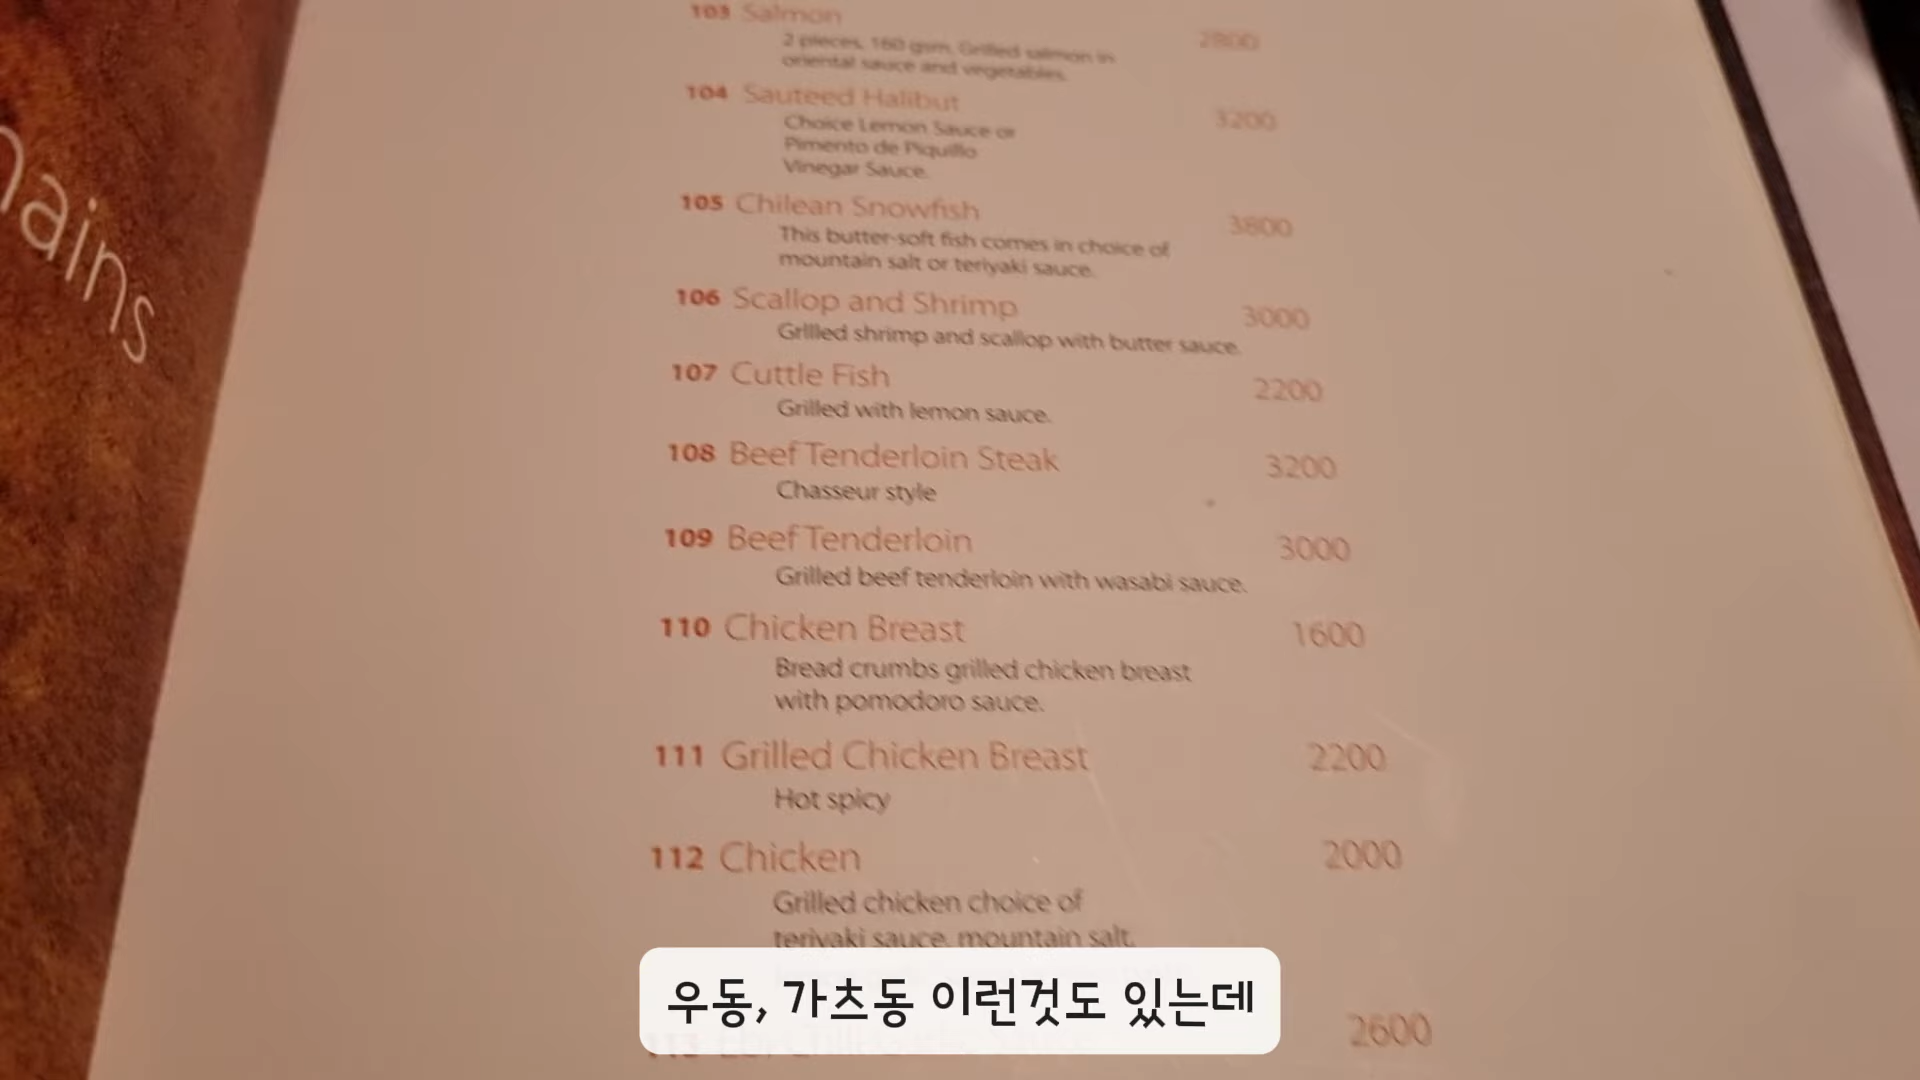 103 Salmon 2800
2 pieces, 160 gsm, Grilled salmon in
oriental sauce and vegetables.
104 Sauteed Halibut 3200
Choice Lemon Sauce or
Pimento de Piquillo
Vinegar Sauce.
105 Chilean Snowfish 3800
This butter-soft fish comes in choice of
mountain salt or teriyaki sauce.
106 Scallop and Shrimp 3000
Grilled shrimp and scallop with butter sauce.
107 Cuttle Fish 2200
Grilled with lemon sauce.
108 Beef Tenderloin Steak 3200
Chasseur style
109 Beef Tenderloin 3000
Grilled beef tenderloin with wasabi sauce.
110 Chicken Breast 1600
Bread crumbs grilled chicken breast
with pomodoro sauce.
111 Grilled Chicken Breast 2200
Hot spicy
112 Chicken 2000
Grilled chicken choice of
teriyaki sauce, mountain salt,
2600
우동, 가츠동 이런것도 있는데